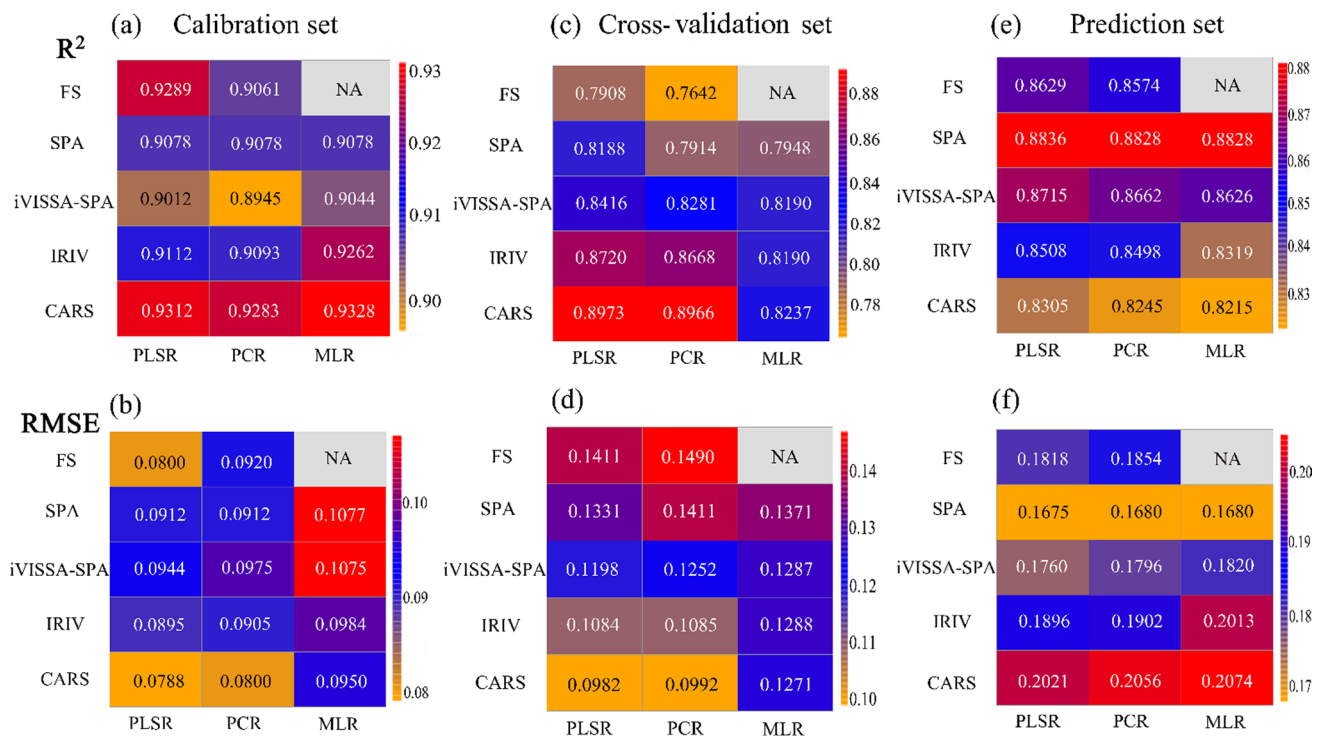 (a) Calibration set
R²
0.93
FS 0.9289 0.9061 NA
SPA 0.9078 0.9078 0.9078
0.92
iVISSA-SPA 0.9012 0.8945 0.9044
0.91
IRIV 0.9112 0.9093 0.9262
0.90
CARS 0.9312 0.9283 0.9328
PLSR PCR MLR
(c) Cross-validation set
FS 0.7908 0.7642 NA
0.88
SPA 0.8188 0.7914 0.7948
0.86
0.84
iVISSA-SPA 0.8416 0.8281 0.8190
0.82
IRIV 0.8720 0.8668 0.8190
0.80
CARS 0.8973 0.8966 0.8237
0.78
PLSR PCR MLR
(e) Prediction set
0.88
FS 0.8629 0.8574 NA
0.87
SPA 0.8836 0.8828 0.8828
0.86
iVISSA-SPA 0.8715 0.8662 0.8626
0.85
IRIV 0.8508 0.8498 0.8319
0.84
CARS 0.8305 0.8245 0.8215
0.83
PLSR PCR MLR
(b)
RMSE
FS 0.0800 0.0920 NA
SPA 0.0912 0.0912 0.1077
0.10
iVISSA-SPA 0.0944 0.0975 0.1075
0.09
IRIV 0.0895 0.0905 0.0984
CARS 0.0788 0.0800 0.0950
0.08
PLSR PCR MLR
(d)
FS 0.1411 0.1490 NA
0.14
SPA 0.1331 0.1411 0.1371
0.13
iVISSA-SPA 0.1198 0.1252 0.1287
0.12
IRIV 0.1084 0.1085 0.1288
0.11
CARS 0.0982 0.0992 0.1271
0.10
PLSR PCR MLR
(f)
FS 0.1818 0.1854 NA
0.20
SPA 0.1675 0.1680 0.1680
0.19
iVISSA-SPA 0.1760 0.1796 0.1820
0.18
IRIV 0.1896 0.1902 0.2013
CARS 0.2021 0.2056 0.2074
0.17
PLSR PCR MLR